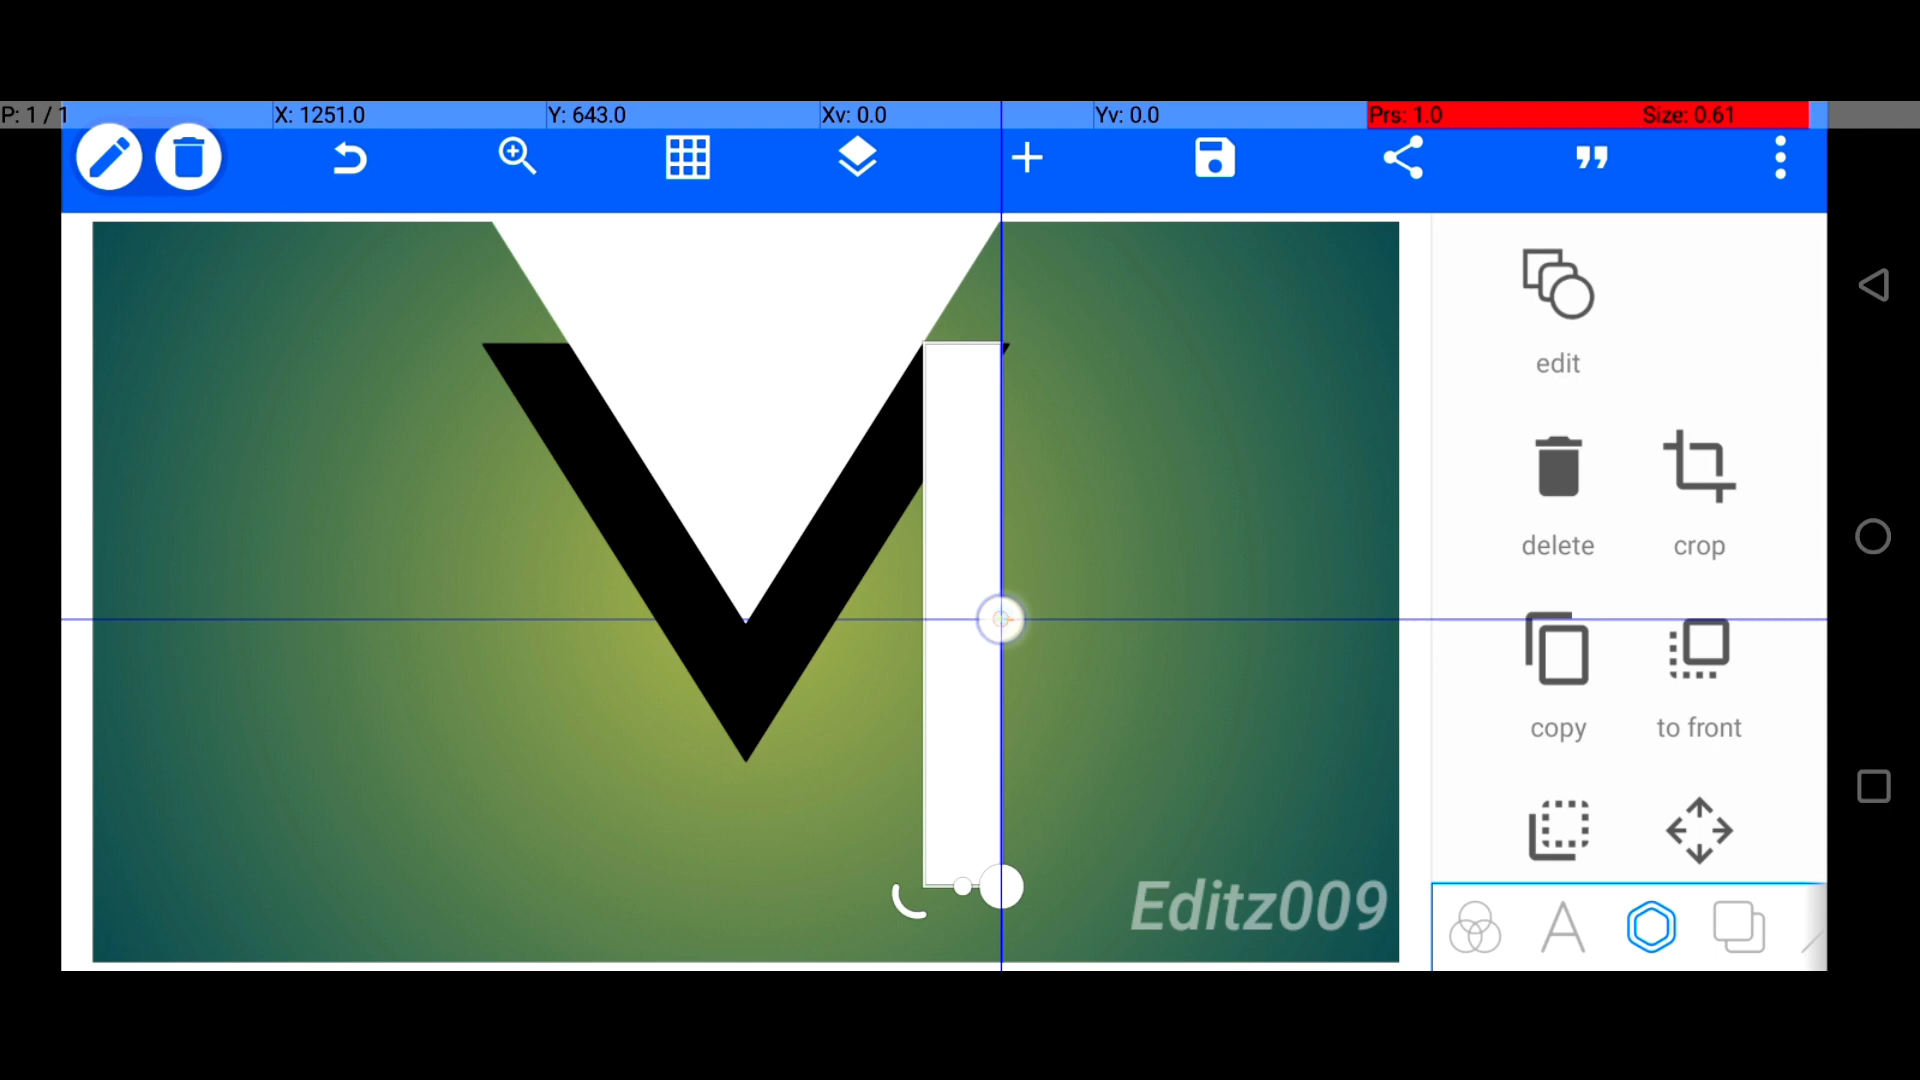 P: 1 / 1 X: 1251.0 Y: 643.0 Xv: 0.0 Yv: 0.0 Prs: 1.0 Size: 0.61
edit
delete crop
copy to front
Editz009